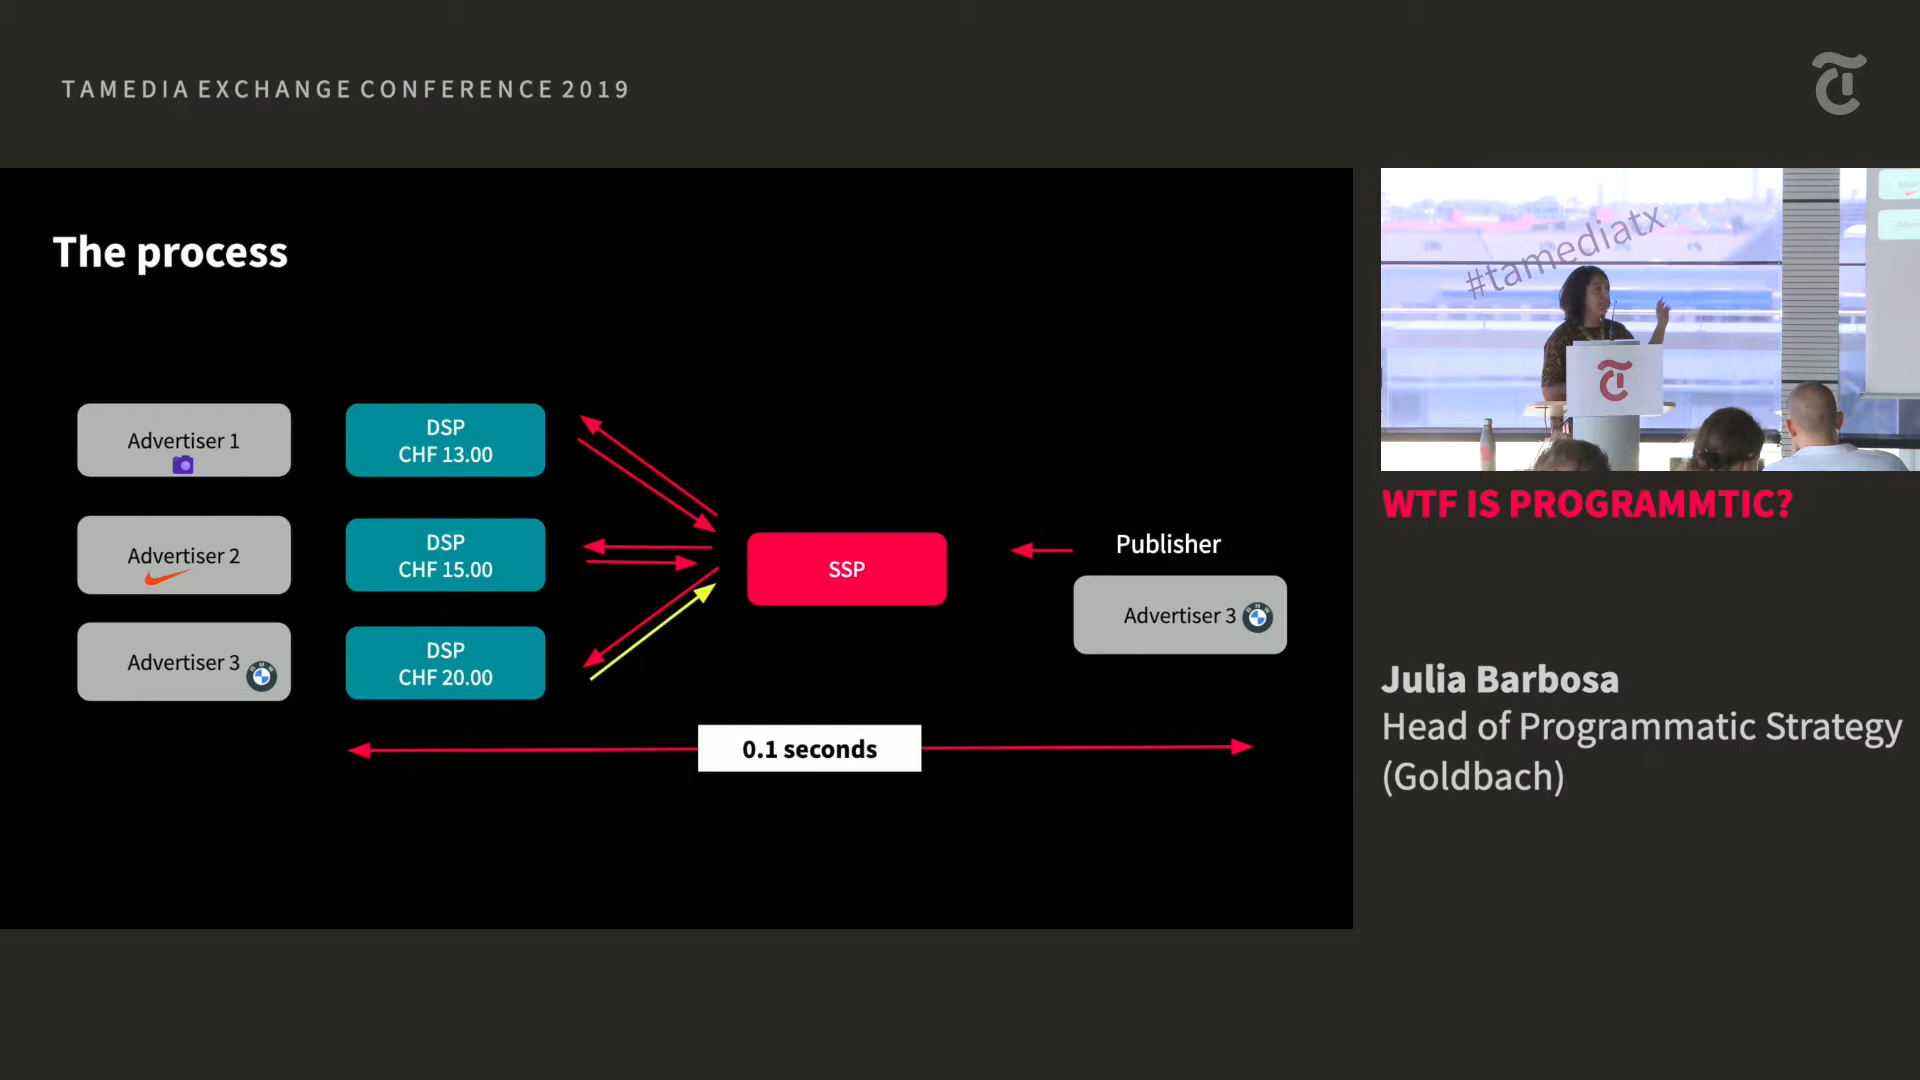 TAMEDIA EXCHANGE CONFERENCE 2019
The process
Advertiser 1
DSP
CHF 13.00
Advertiser 2
DSP
CHF 15.00
Advertiser 3
DSP
CHF 20.00
SSP
Publisher
Advertiser 3
0.1 seconds
#tamediatx
WTF IS PROGRAMMTIC?
Julia Barbosa
Head of Programmatic Strategy
(Goldbach)